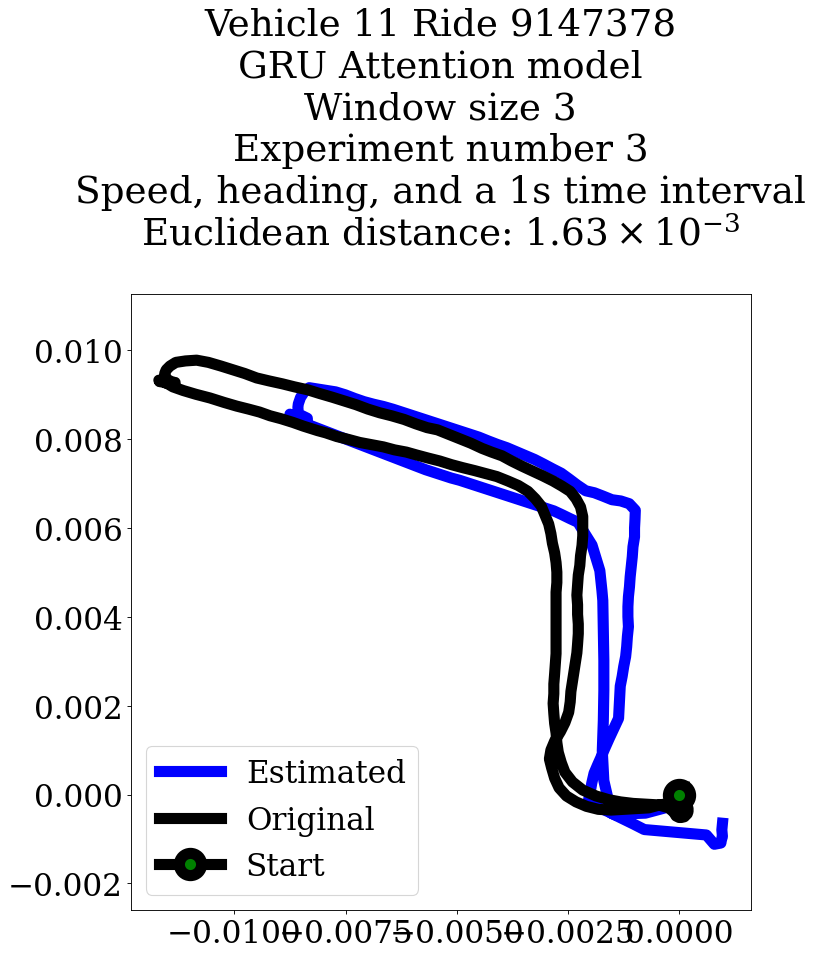 Vehicle 11 Ride 9147378
GRU Attention model
Window size 3
Experiment number 3
Speed, heading, and a 1s time interval
Euclidean distance: 1.63 × 10⁻³
0.010
0.008
0.006
0.004
0.002
0.000
−0.002
Estimated
Original
Start
−0.0100 −0.0075 −0.0050 −0.0025 0.0000